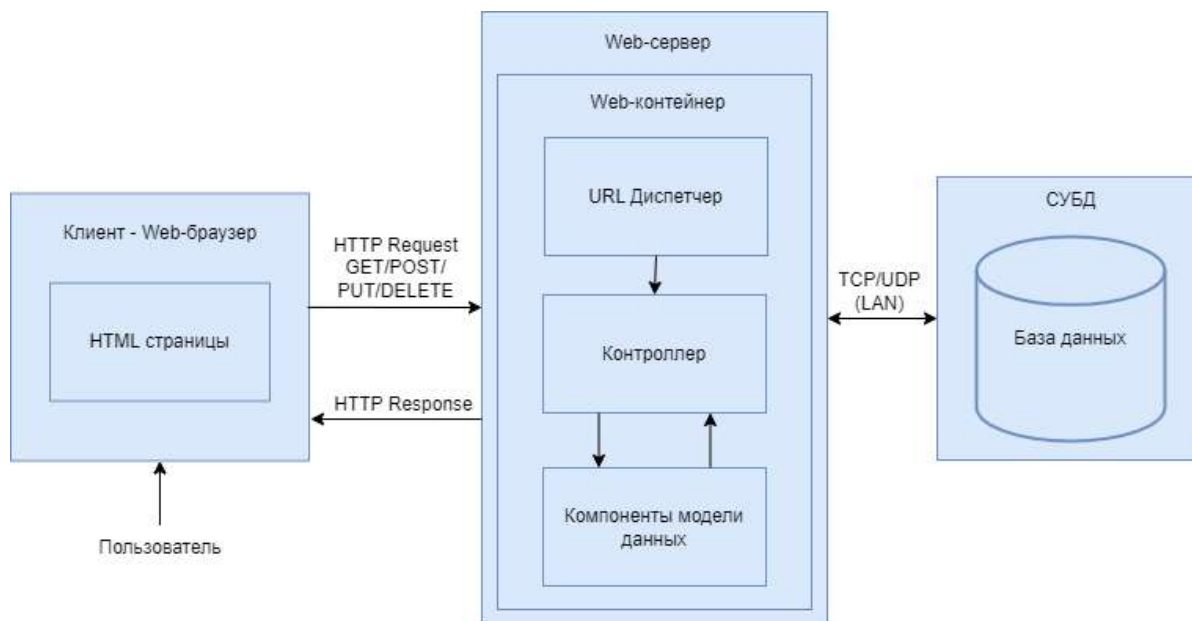 Web-сервер
Web-контейнер
URL Диспетчер
Контроллер
Компоненты модели
данных
Клиент - Web-браузер
HTML страницы
HTTP Request
GET/POST/
PUT/DELETE
HTTP Response
Пользователь
TCP/UDP
(LAN)
СУБД
База данных